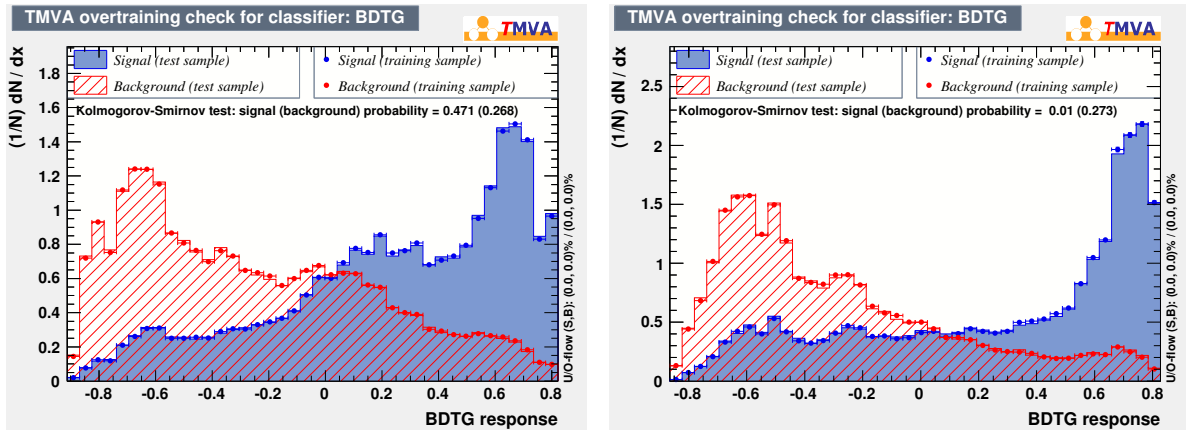 TMVA overtraining check for classifier: BDTG
TMVA
Signal (test sample)
Background (test sample)
Signal (training sample)
Background (training sample)
Kolmogorov-Smirnov test: signal (background) probability = 0.471 (0.268)
(1/N) dN / dx
1.8
1.6
1.4
1.2
1
0.8
0.6
0.4
0.2
0
-0.8 -0.6 -0.4 -0.2 0 0.2 0.4 0.6 0.8
BDTG response
U/O-flow (S,B): (0.0, 0.0)% / (0.0, 0.0)%
TMVA overtraining check for classifier: BDTG
TMVA
Signal (test sample)
Background (test sample)
Signal (training sample)
Background (training sample)
Kolmogorov-Smirnov test: signal (background) probability = 0.01 (0.273)
(1/N) dN / dx
2.5
2
1.5
1
0.5
0
-0.8 -0.6 -0.4 -0.2 0 0.2 0.4 0.6 0.8
BDTG response
U/O-flow (S,B): (0.0, 0.0)% / (0.0, 0.0)%